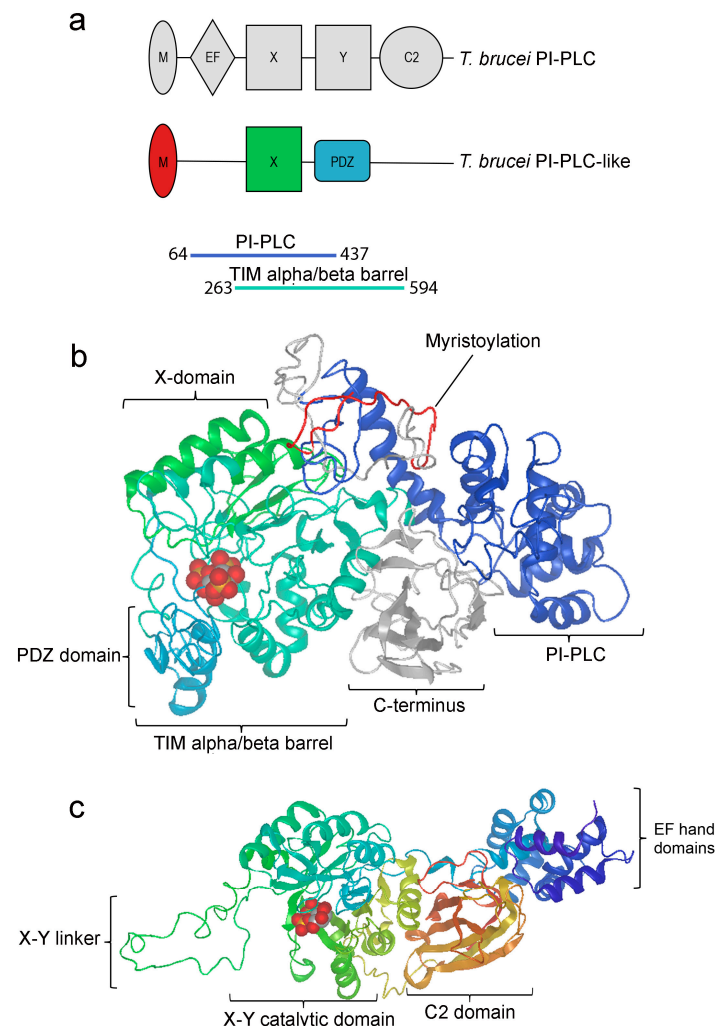 a
M EF X Y C2 T. brucei PI-PLC
M X PDZ T. brucei PI-PLC-like
PI-PLC
64 437
TIM alpha/beta barrel
263 594
b
Myristoylation
X-domain
PDZ domain
PI-PLC
C-terminus
TIM alpha/beta barrel
c
EF hand
domains
X-Y linker
C2 domain
X-Y catalytic domain